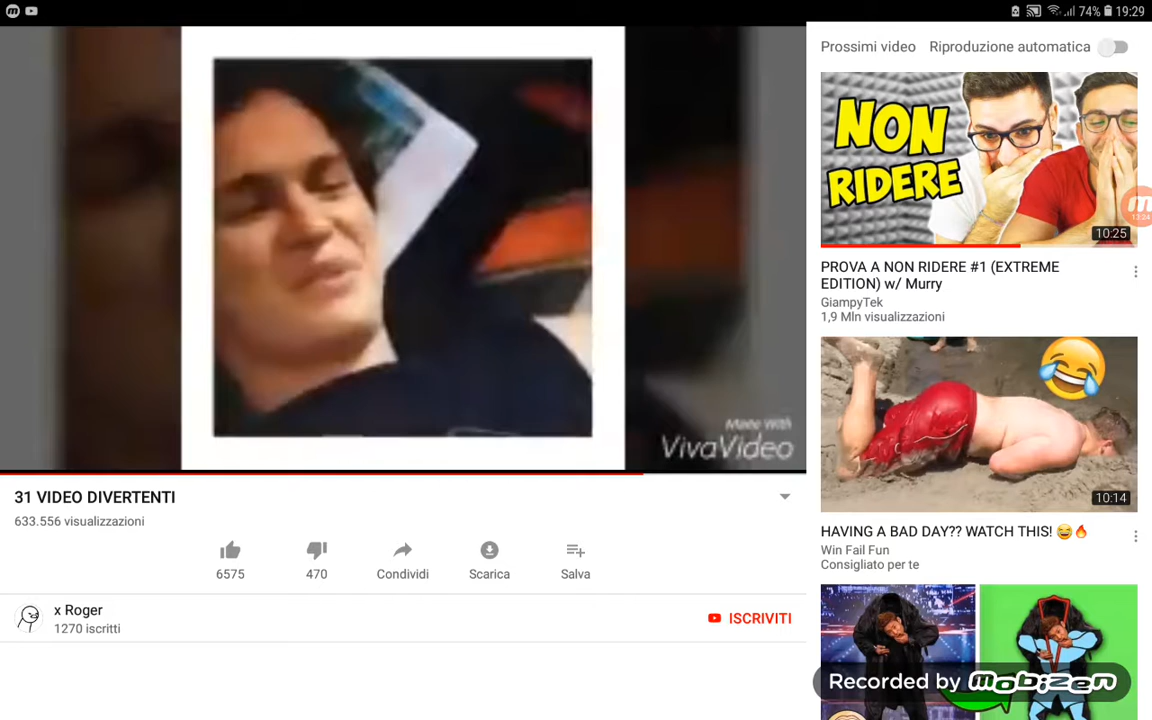 74% 19:29
Made With
VivaVideo
31 VIDEO DIVERTENTI
633.556 visualizzazioni
6575
470
Condividi
Scarica
Salva
x Roger
1270 iscritti
ISCRIVITI
Prossimi video
Riproduzione automatica
NON
RIDERE
10:25
13:24
PROVA A NON RIDERE #1 (EXTREME
EDITION) w/ Murry
GiampyTek
1,9 Mln visualizzazioni
10:14
HAVING A BAD DAY?? WATCH THIS! 😂🔥
Win Fail Fun
Consigliato per te
Recorded by mobizen